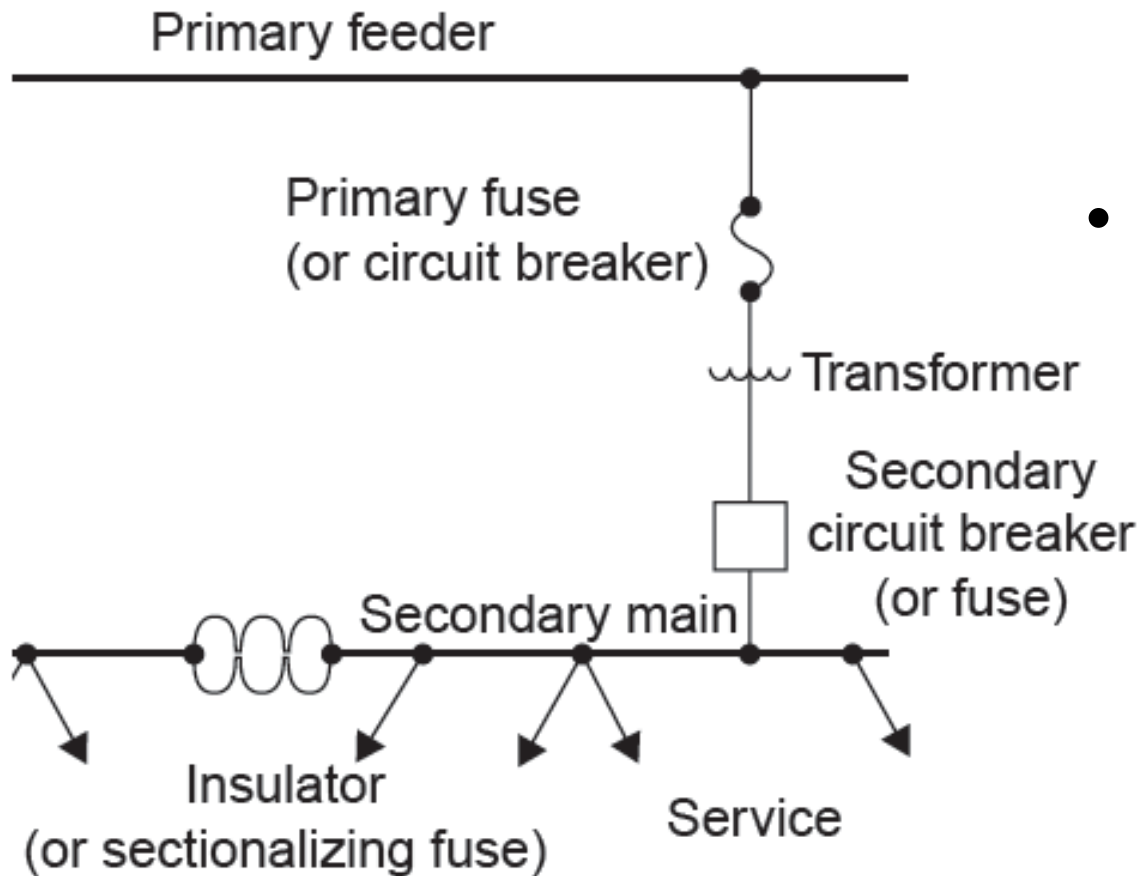 Primary feeder
Primary fuse
(or circuit breaker)
Transformer
Secondary
circuit breaker
(or fuse)
Secondary main
Insulator
(or sectionalizing fuse)
Service